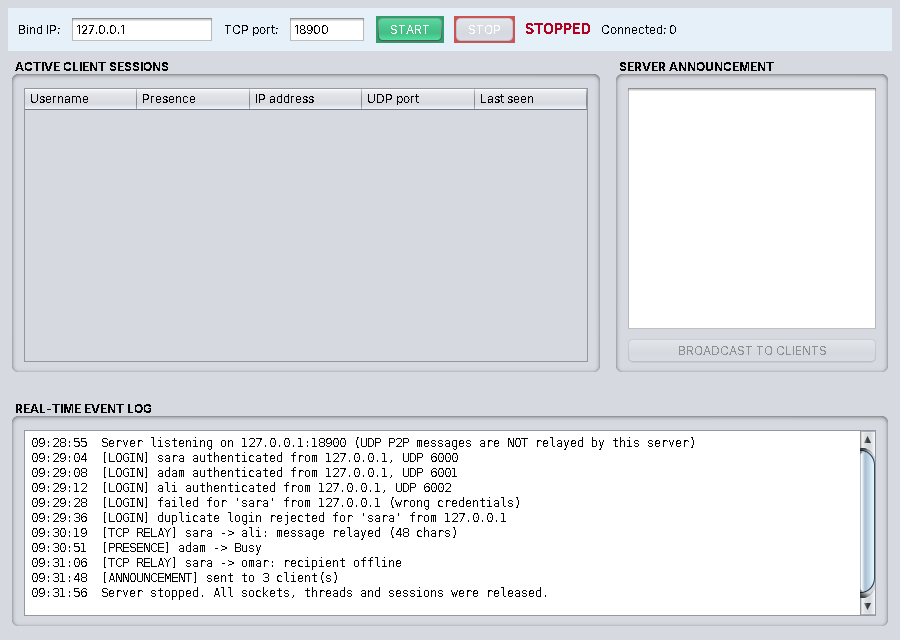 Bind IP: 127.0.0.1 TCP port: 18900 START STOP STOPPED Connected: 0
ACTIVE CLIENT SESSIONS
Username Presence IP address UDP port Last seen
SERVER ANNOUNCEMENT
BROADCAST TO CLIENTS
REAL-TIME EVENT LOG
09:28:55 Server listening on 127.0.0.1:18900 (UDP P2P messages are NOT relayed by this server)
09:29:04 [LOGIN] sara authenticated from 127.0.0.1, UDP 6000
09:29:08 [LOGIN] adam authenticated from 127.0.0.1, UDP 6001
09:29:12 [LOGIN] ali authenticated from 127.0.0.1, UDP 6002
09:29:28 [LOGIN] failed for 'sara' from 127.0.0.1 (wrong credentials)
09:29:36 [LOGIN] duplicate login rejected for 'sara' from 127.0.0.1
09:30:19 [TCP RELAY] sara -> ali: message relayed (48 chars)
09:30:51 [PRESENCE] adam -> Busy
09:31:06 [TCP RELAY] sara -> omar: recipient offline
09:31:48 [ANNOUNCEMENT] sent to 3 client(s)
09:31:56 Server stopped. All sockets, threads and sessions were released.